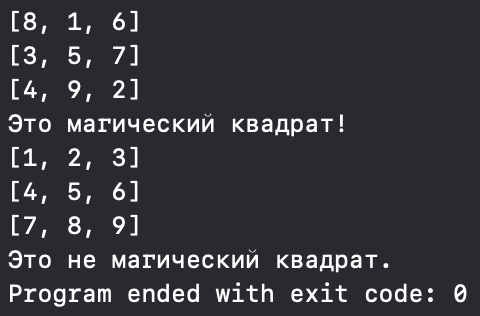 [8, 1, 6]
[3, 5, 7]
[4, 9, 2]
Это магический квадрат!
[1, 2, 3]
[4, 5, 6]
[7, 8, 9]
Это не магический квадрат.
Program ended with exit code: 0